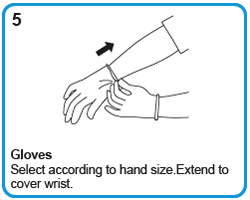 5
Gloves
Select according to hand size.Extend to
cover wrist.